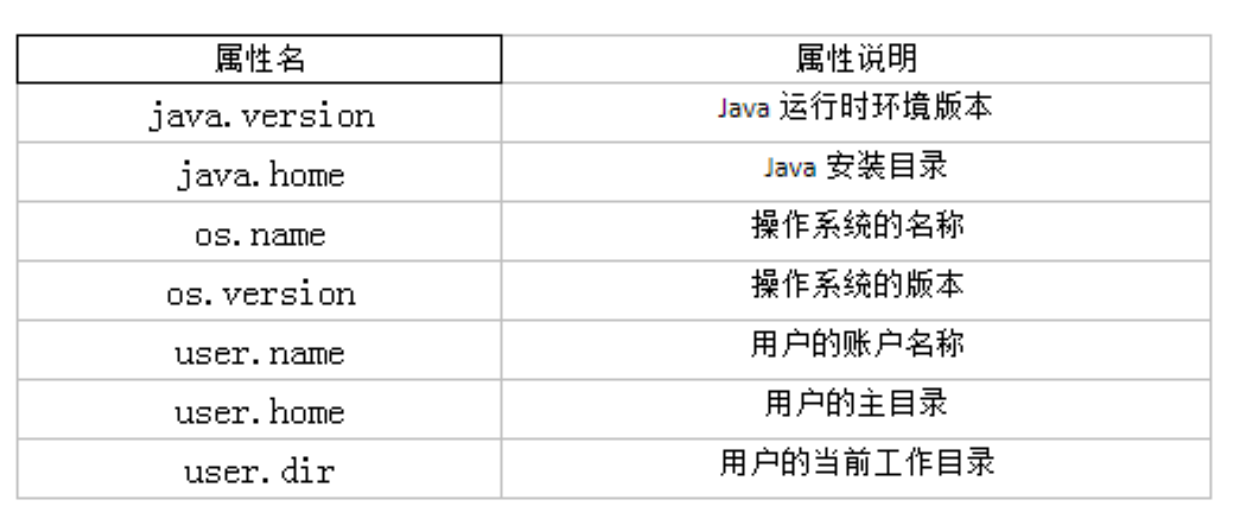 属性名 属性说明
java.version Java 运行时环境版本
java.home Java 安装目录
os.name 操作系统的名称
os.version 操作系统的版本
user.name 用户的账户名称
user.home 用户的主目录
user.dir 用户的当前工作目录